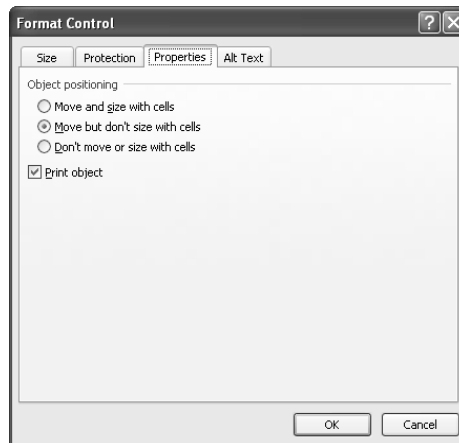 Format Control
Size Protection Properties Alt Text
Object positioning
Move and size with cells
Move but don't size with cells
Don't move or size with cells
Print object
OK Cancel